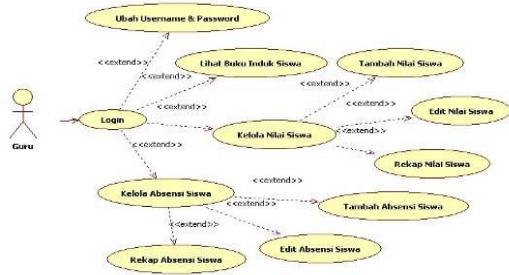 Ubah Username & Password
<<extend>>
Lihat Buku Induk Siswa
Tambah Nilai Siswa
<<extend>>
<<extend>>
Edit Nilai Siswa
Login
<<extend>>
Kelola Nilai Siswa
<<extend>>
Guru
<<extend>>
<<extend>>
Rekap Nilai Siswa
Kelola Absensi Siswa
<<extend>>
Tambah Absensi Siswa
<<extend>>
<<extend>>
Edit Absensi Siswa
Rekap Absensi Siswa